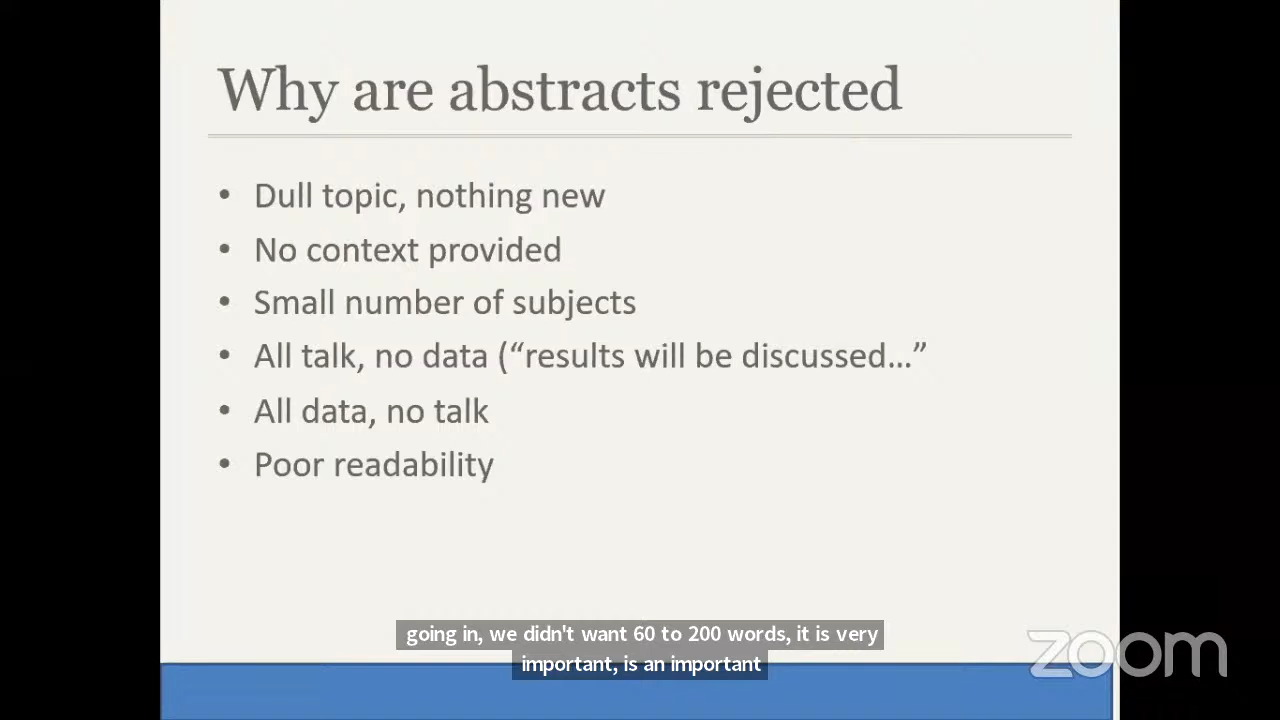 Why are abstracts rejected
• Dull topic, nothing new
• No context provided
• Small number of subjects
• All talk, no data (“results will be discussed…”
• All data, no talk
• Poor readability
going in, we didn't want 60 to 200 words, it is very
important, is an important
zoom